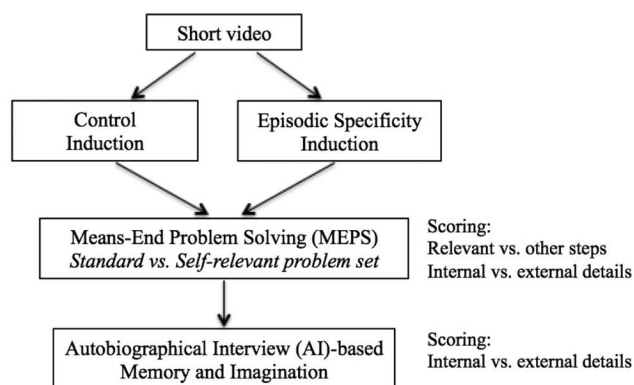 Short video
Control
Induction
Episodic Specificity
Induction
Means-End Problem Solving (MEPS)
Standard vs. Self-relevant problem set
Scoring:
Relevant vs. other steps
Internal vs. external details
Autobiographical Interview (AI)-based
Memory and Imagination
Scoring:
Internal vs. external details